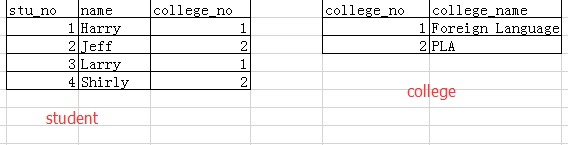 stu_no name college_no college_no college_name
1 Harry 1 1 Foreign Language
2 Jeff 2 2 PLA
3 Larry 1
4 Shirly 2
college
student